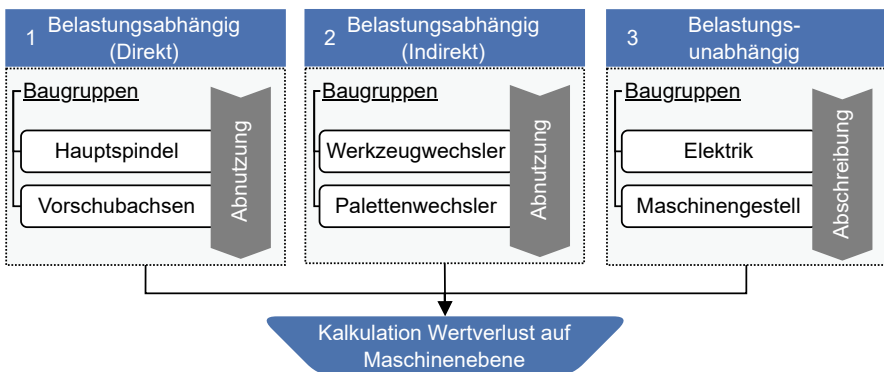 1 Belastungsabhängig
(Direkt)
Baugruppen
Hauptspindel
Vorschubachsen
Abnutzung
2 Belastungsabhängig
(Indirekt)
Baugruppen
Werkzeugwechsler
Palettenwechsler
Abnutzung
3 Belastungs-
unabhängig
Baugruppen
Elektrik
Maschinengestell
Abschreibung
Kalkulation Wertverlust auf
Maschinenebene